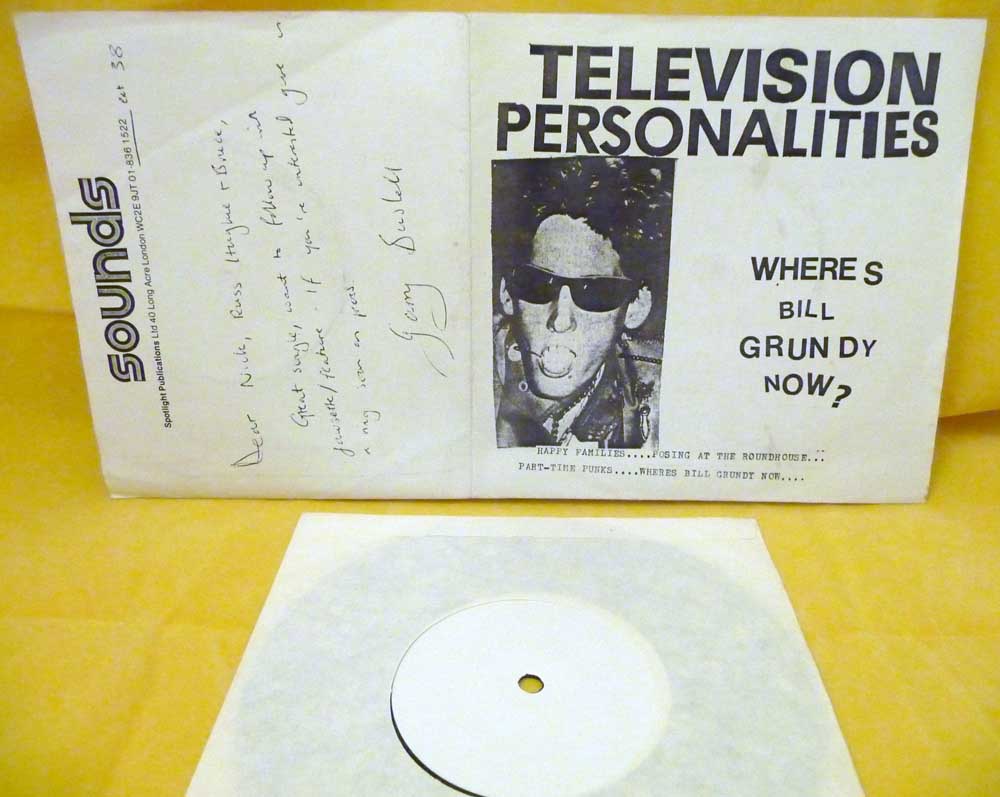 sounds
Spotlight Publications Ltd 40 Long Acre London WC2E 9JT 01-836 1522 ext 38
Dear Nick, Russ Hughie + Bruce,
Great single, want to follow up with
feature. If you're interested give us
a ring soon as poss
Garry Bushell
TELEVISION
PERSONALITIES
WHERE S
BILL
GRUN DY
NOW?
HAPPY FAMILIES....POSING AT THE ROUNDHOUSE...
PART-TIME PUNKS....WHERES BILL GRUNDY NOW....